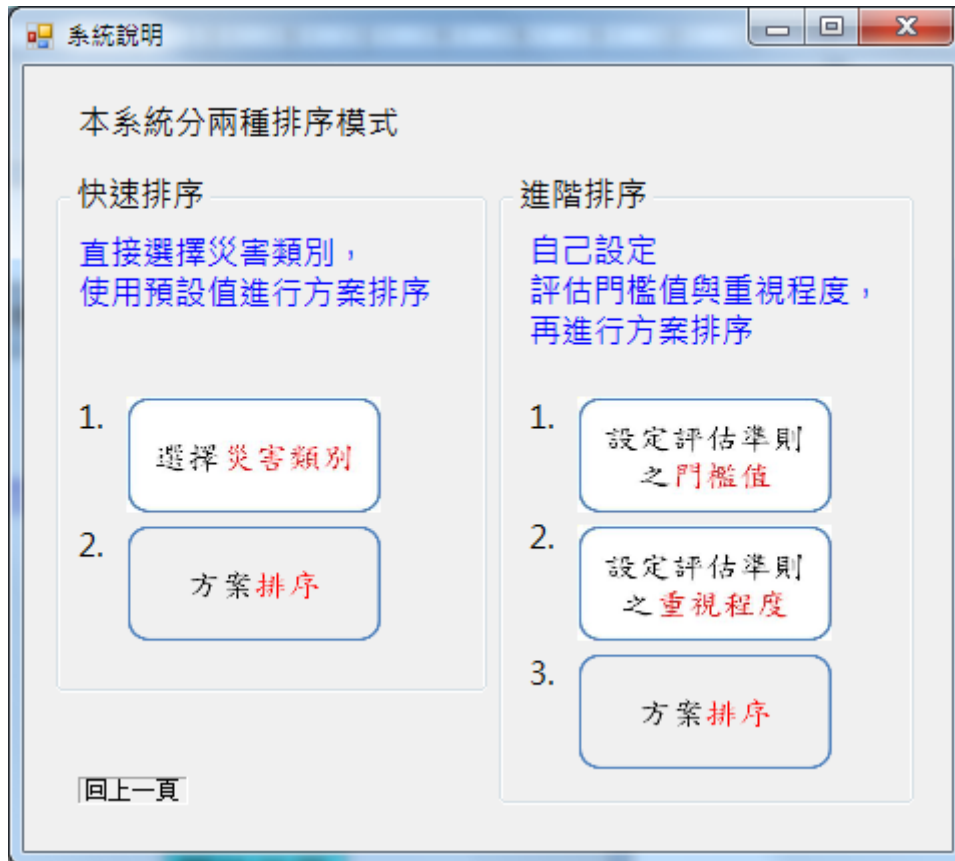 系統說明
本系統分兩種排序模式
快速排序
直接選擇災害類別，
使用預設值進行方案排序
1.
選擇災害類別
2.
方案排序
進階排序
自己設定
評估門檻值與重視程度，
再進行方案排序
1.
設定評估準則
之門檻值
2.
設定評估準則
之重視程度
3.
方案排序
回上一頁